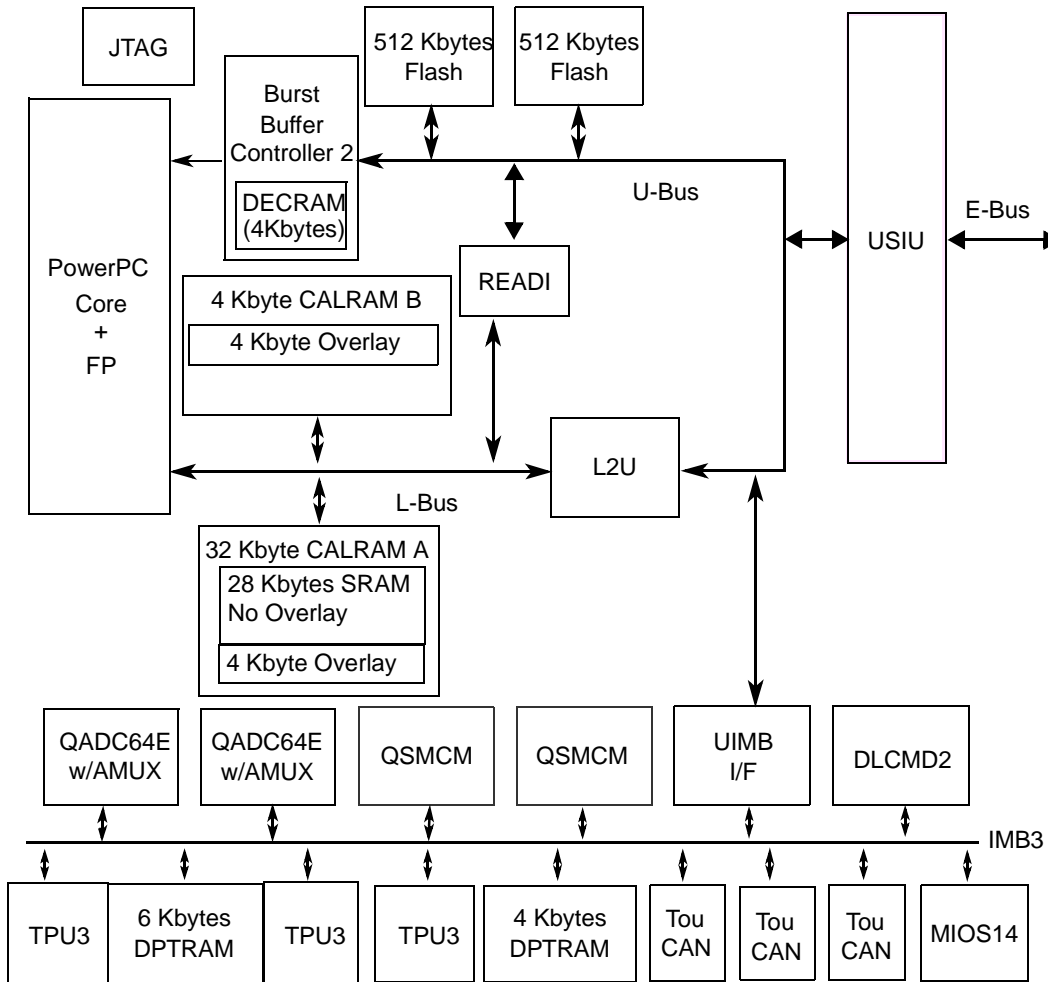 JTAG
512 Kbytes
Flash
512 Kbytes
Flash
Burst
Buffer
Controller 2
DECRAM
(4Kbytes)
U-Bus
E-Bus
USIU
PowerPC
Core
+
FP
READI
4 Kbyte CALRAM B
4 Kbyte Overlay
L2U
L-Bus
32 Kbyte CALRAM A
28 Kbytes SRAM
No Overlay
4 Kbyte Overlay
QADC64E
w/AMUX
QADC64E
w/AMUX
QSMCM
QSMCM
UIMB
I/F
DLCMD2
IMB3
TPU3
6 Kbytes
DPTRAM
TPU3
TPU3
4 Kbytes
DPTRAM
Tou
CAN
Tou
CAN
Tou
CAN
MIOS14